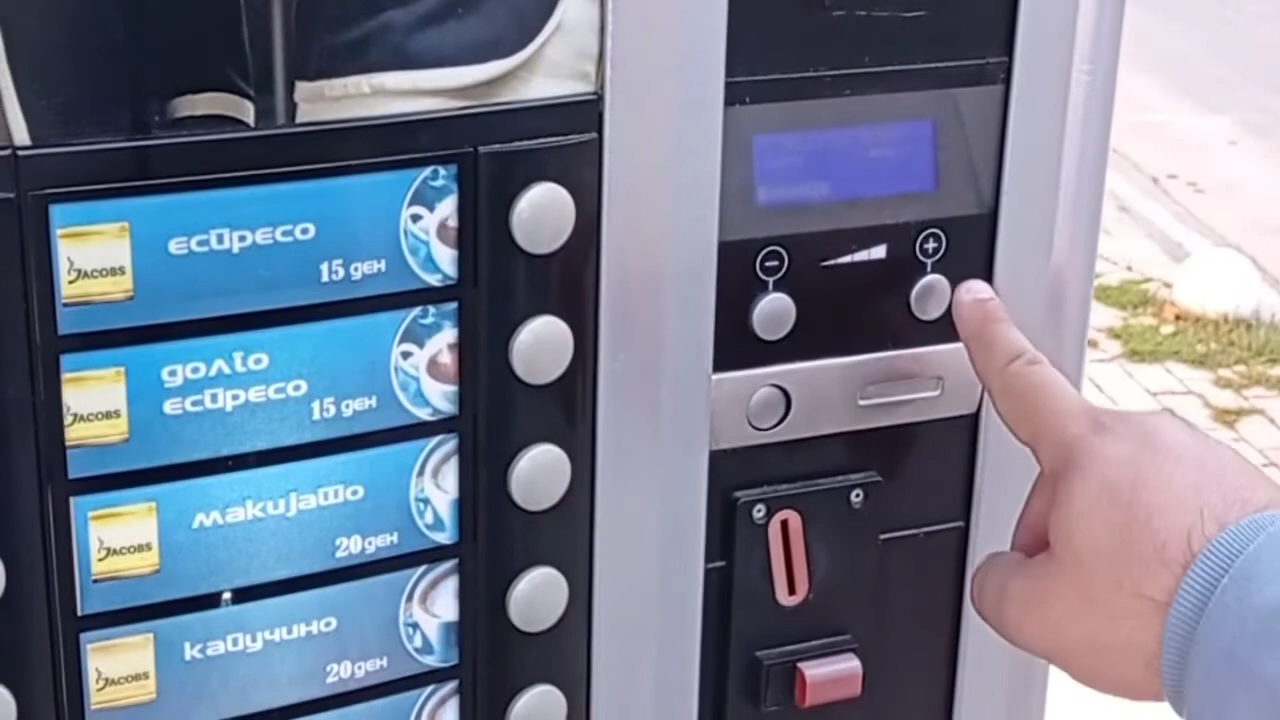 JACOBS
еспресо
15 ден
JACOBS
долго
еспресо
15 ден
JACOBS
макијато
20 ден
JACOBS
капучино
20 ден
-
+